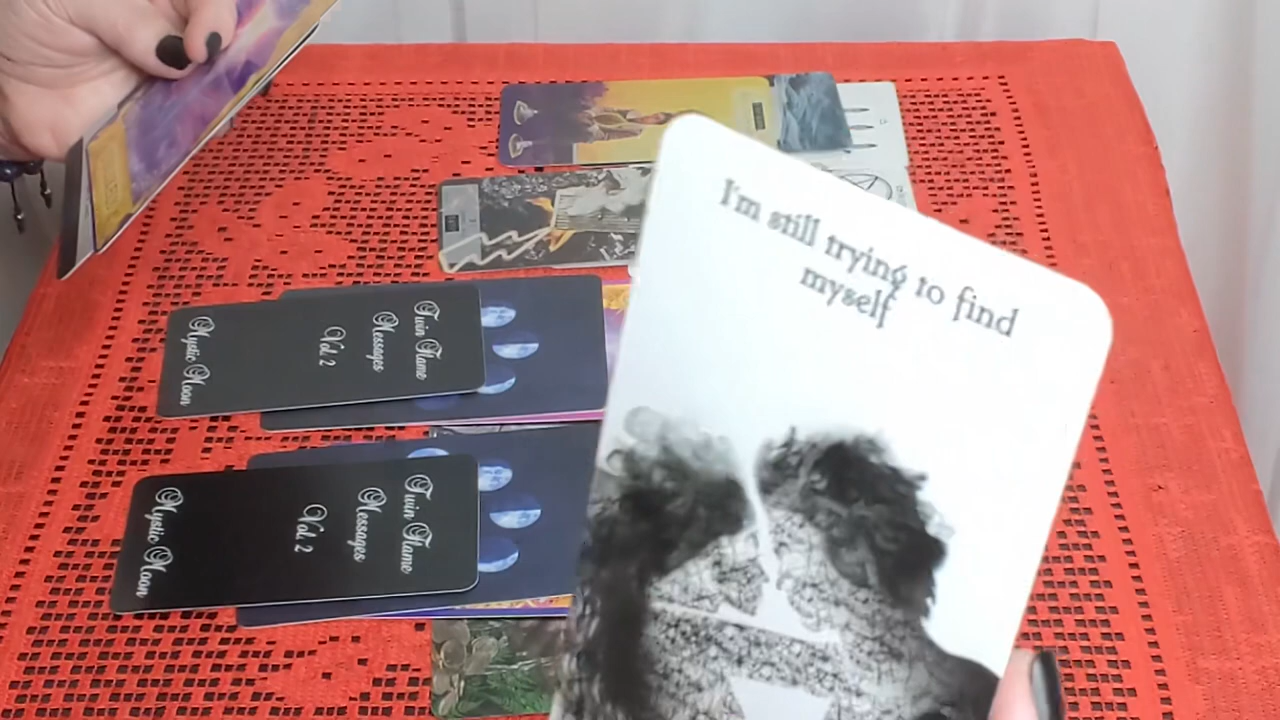 I'm still trying to find
myself
Twin Flame
Messages
Vol. 2
Mystic Moon
Twin Flame
Messages
Vol. 2
Mystic Moon